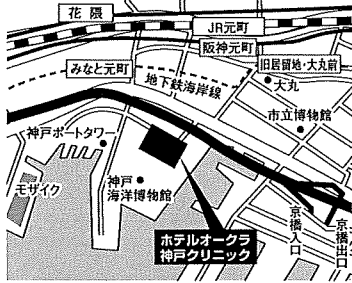 花隈
JR元町
阪神元町
みなと元町
旧居留地・大丸前
地下鉄海岸線
大丸
市立博物館
神戸ポートタワー
モザイク
神戸
海洋博物館
ホテルオークラ
神戸クリニック
京橋入口
京橋出口